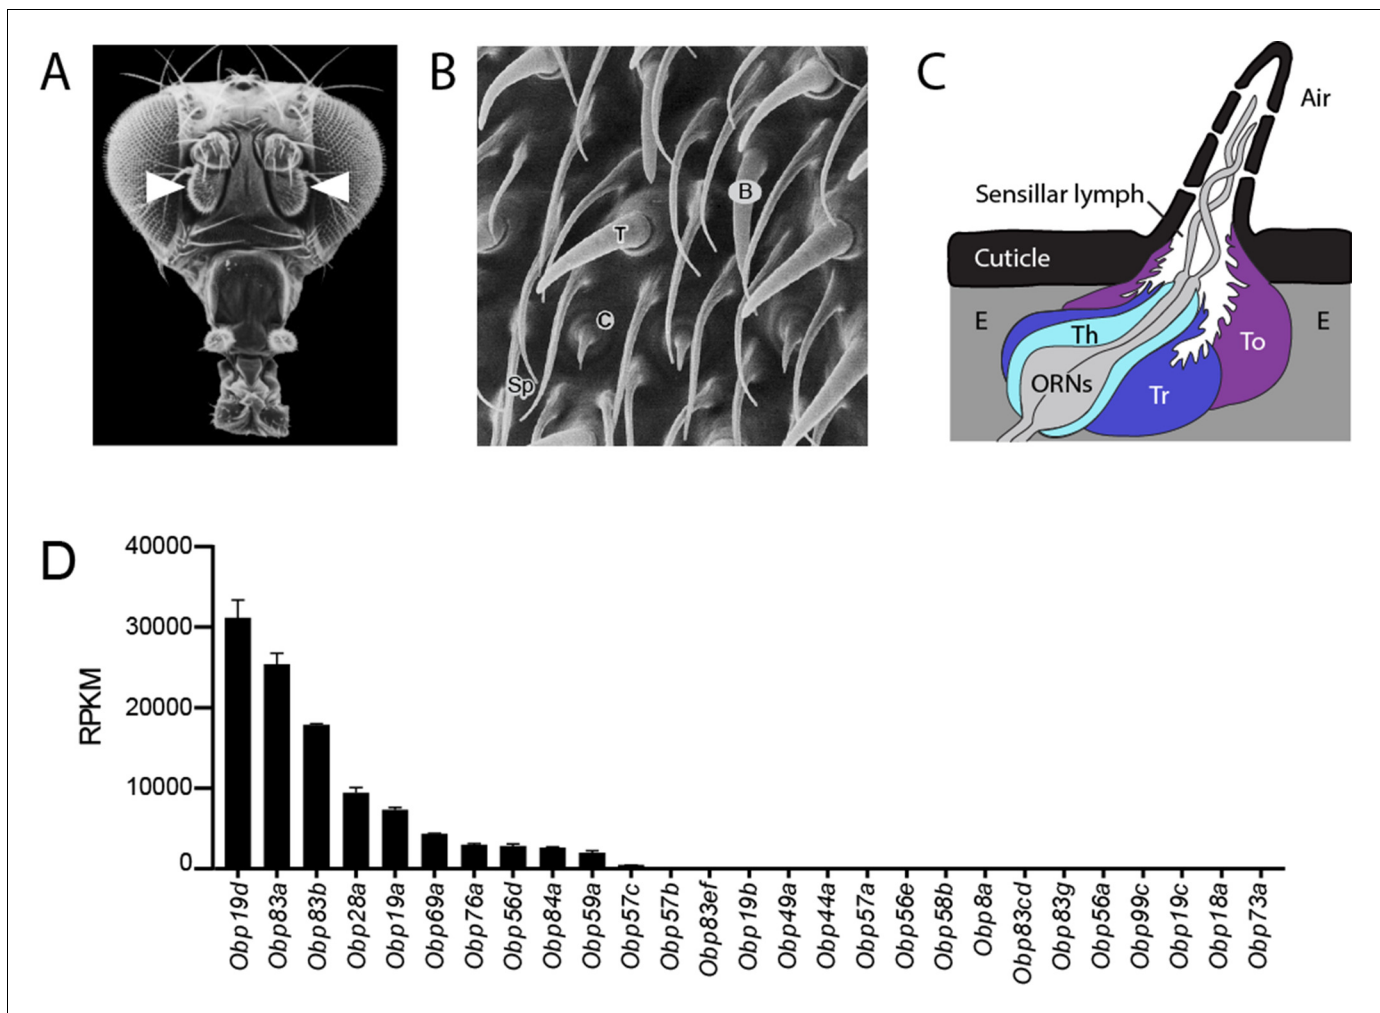 A
B
C
B
T
C
Sp
Air
Sensillar lymph
Cuticle
E
E
Th
To
ORNs
Tr
D
40000
30000
20000
10000
0
RPKM
Obp19d
Obp83a
Obp83b
Obp28a
Obp19a
Obp69a
Obp76a
Obp56d
Obp84a
Obp59a
Obp57c
Obp57b
Obp83ef
Obp19b
Obp49a
Obp44a
Obp57a
Obp56e
Obp58b
Obp8a
Obp83cd
Obp83g
Obp56a
Obp99c
Obp19c
Obp18a
Obp73a